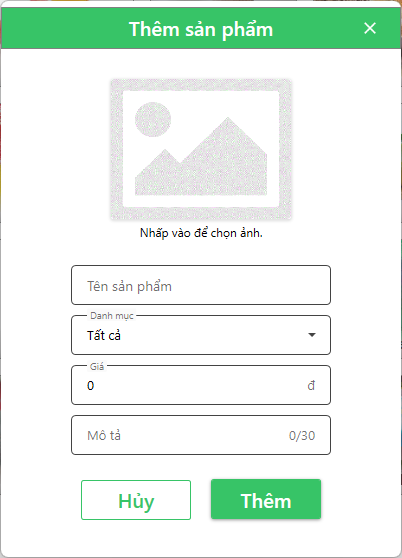 Thêm sản phẩm
Nhấp vào để chọn ảnh.
Tên sản phẩm
Danh mục
Tất cả
Giá
0 đ
Mô tả 0/30
Hủy Thêm